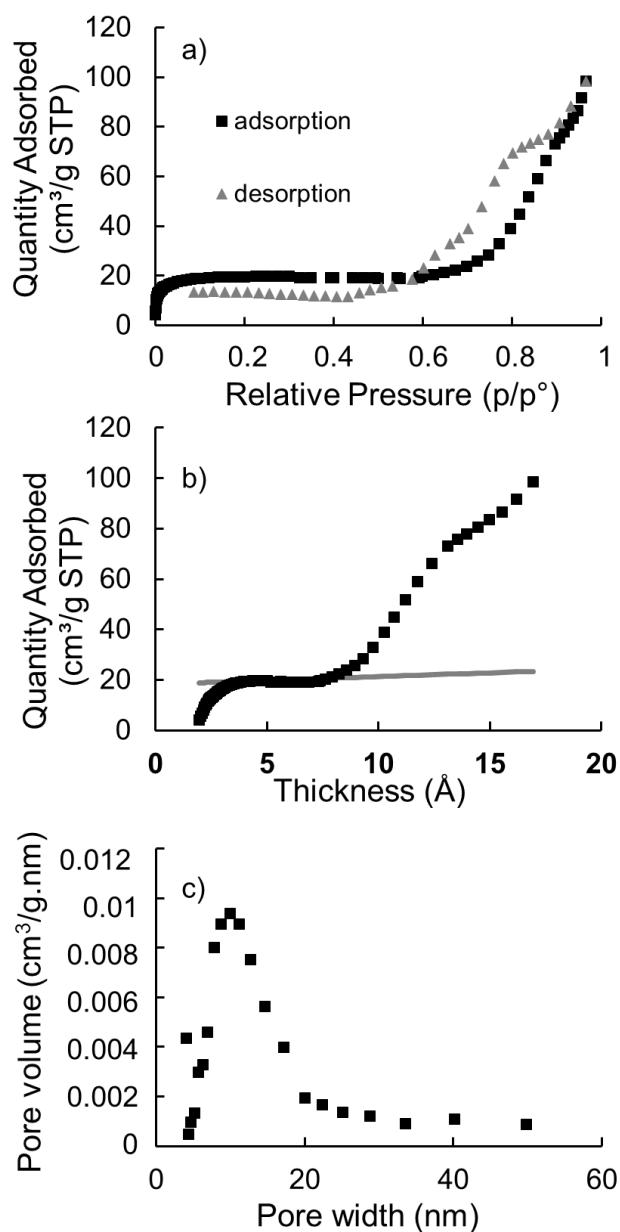 a)
120
100
80
60
40
20
0
Quantity Adsorbed
(cm³/g STP)
adsorption
desorption
0
0.2
0.4
0.6
0.8
1
Relative Pressure (p/p°)
b)
120
100
80
60
40
20
0
Quantity Adsorbed
(cm³/g STP)
0
5
10
15
20
Thickness (Å)
c)
0.012
0.01
0.008
0.006
0.004
0.002
0
Pore volume (cm³/g.nm)
0
20
40
60
Pore width (nm)